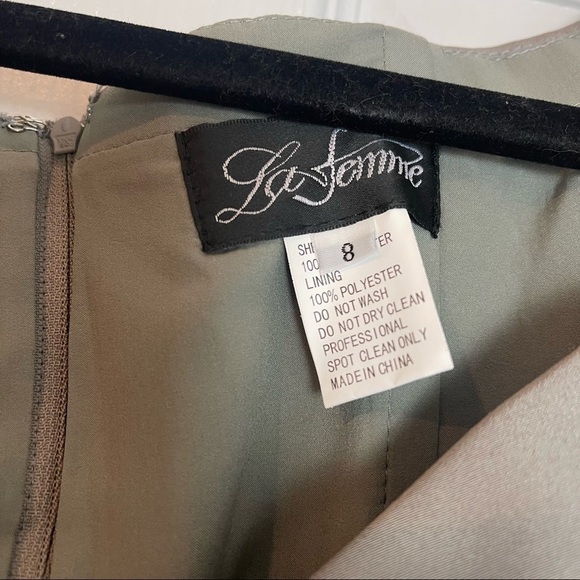 La Femme
8
LINING
100% POLYESTER
DO NOT WASH
DO NOT DRY CLEAN
PROFESSIONAL
SPOT CLEAN ONLY
MADE IN CHINA